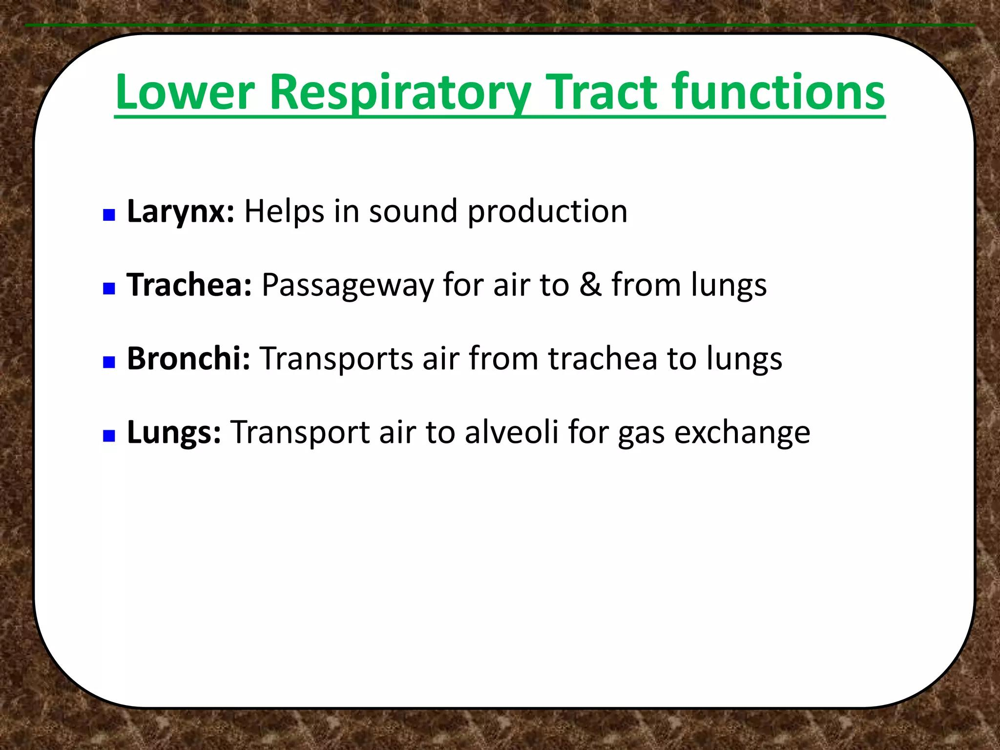 Lower Respiratory Tract functions
Larynx: Helps in sound production
Trachea: Passageway for air to & from lungs
Bronchi: Transports air from trachea to lungs
Lungs: Transport air to alveoli for gas exchange